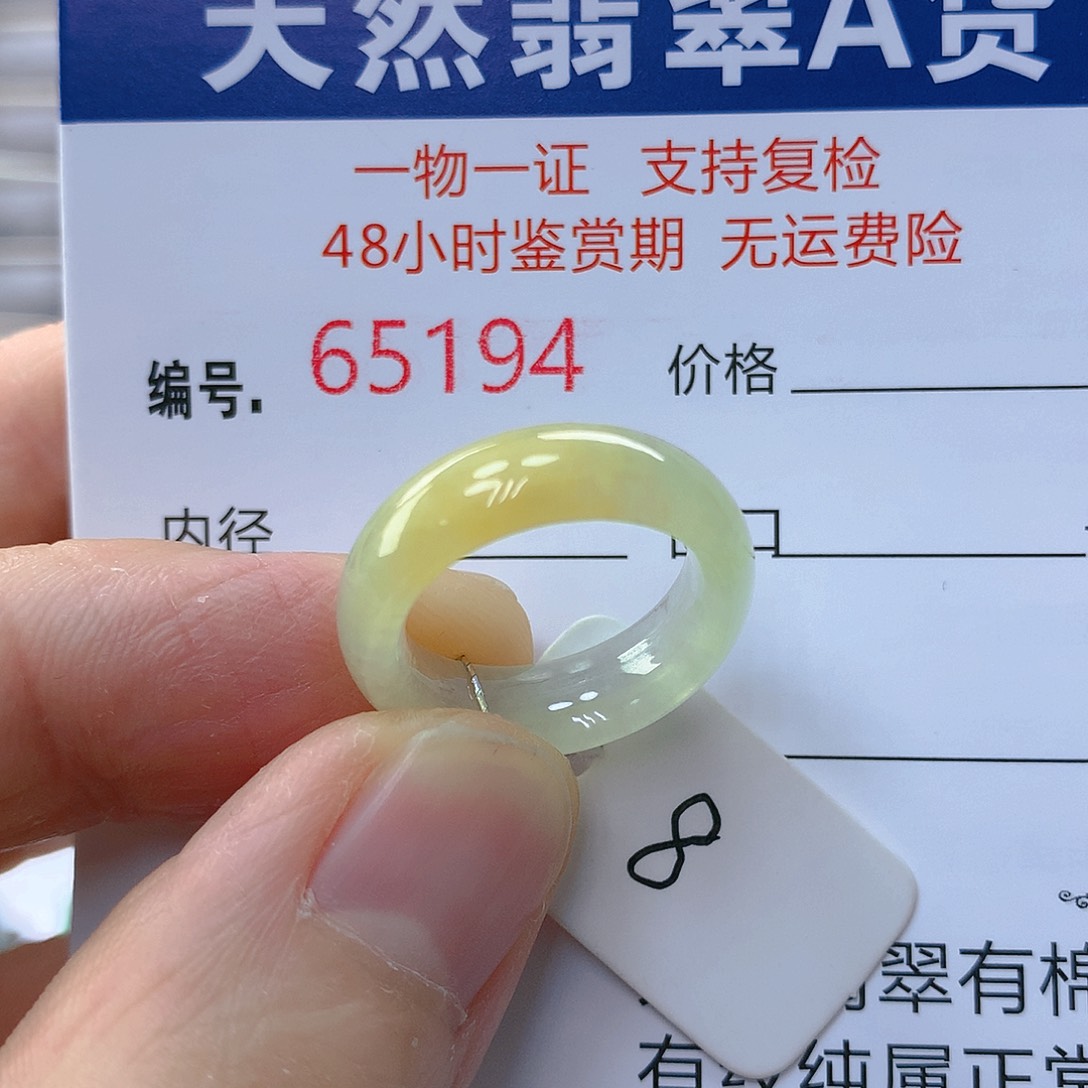 天然翡翠A货
一物一证 支持复检
48小时鉴赏期 无运费险
编号. 65194 价格
内径 口
8
翠有棉
有纹纯属正常